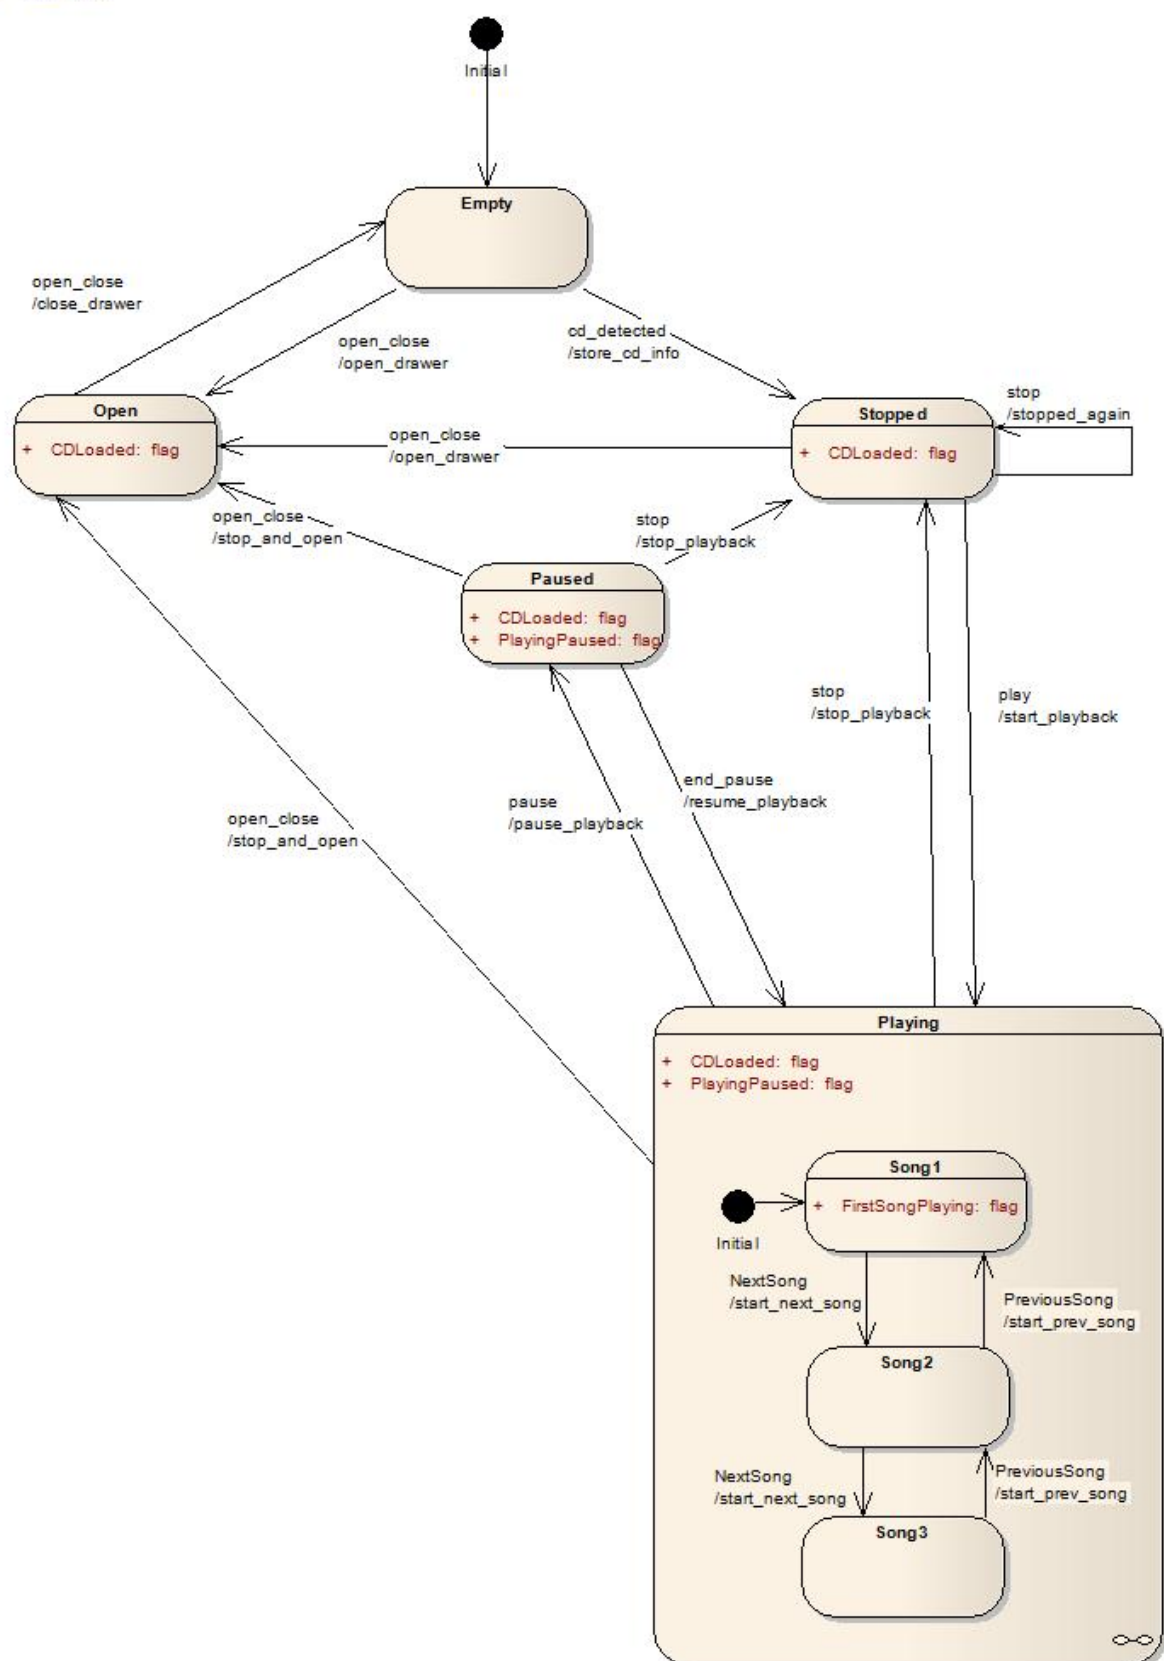 Initial
Empty
open_close
/close_drawer
open_close
/open_drawer
cd_detected
/store_cd_info
Open
+ CDLoaded: flag
open_close
/open_drawer
Stopped
+ CDLoaded: flag
stop
/stopped_again
open_close
/stop_and_open
stop
/stop_playback
Paused
+ CDLoaded: flag
+ PlayingPaused: flag
stop
/stop_playback
play
/start_playback
end_pause
/resume_playback
pause
/pause_playback
open_close
/stop_and_open
Playing
+ CDLoaded: flag
+ PlayingPaused: flag
Song1
+ FirstSongPlaying: flag
Initial
NextSong
/start_next_song
PreviousSong
/start_prev_song
Song2
NextSong
/start_next_song
PreviousSong
/start_prev_song
Song3